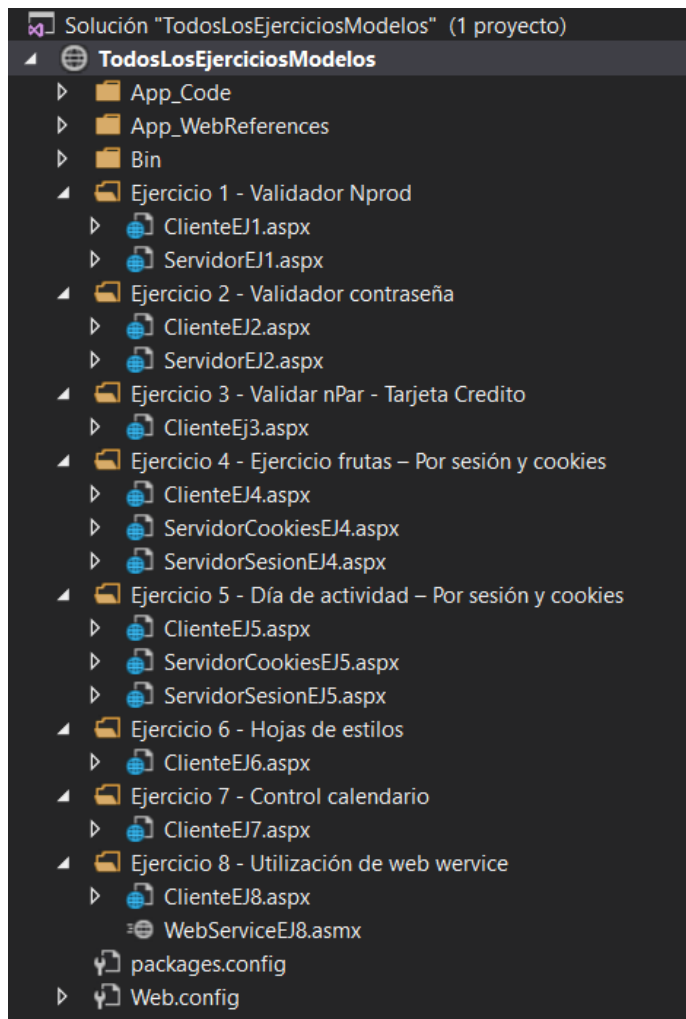 Solución "TodosLosEjerciciosModelos" (1 proyecto)
TodosLosEjerciciosModelos
App_Code
App_WebReferences
Bin
Ejercicio 1 - Validador Nprod
ClienteEJ1.aspx
ServidorEJ1.aspx
Ejercicio 2 - Validador contraseña
ClienteEJ2.aspx
ServidorEJ2.aspx
Ejercicio 3 - Validar nPar - Tarjeta Credito
ClienteEj3.aspx
Ejercicio 4 - Ejercicio frutas – Por sesión y cookies
ClienteEJ4.aspx
ServidorCookiesEJ4.aspx
ServidorSesionEJ4.aspx
Ejercicio 5 - Día de actividad – Por sesión y cookies
ClienteEJ5.aspx
ServidorCookiesEJ5.aspx
ServidorSesionEJ5.aspx
Ejercicio 6 - Hojas de estilos
ClienteEJ6.aspx
Ejercicio 7 - Control calendario
ClienteEJ7.aspx
Ejercicio 8 - Utilización de web wervice
ClienteEJ8.aspx
WebServiceEJ8.asmx
packages.config
Web.config